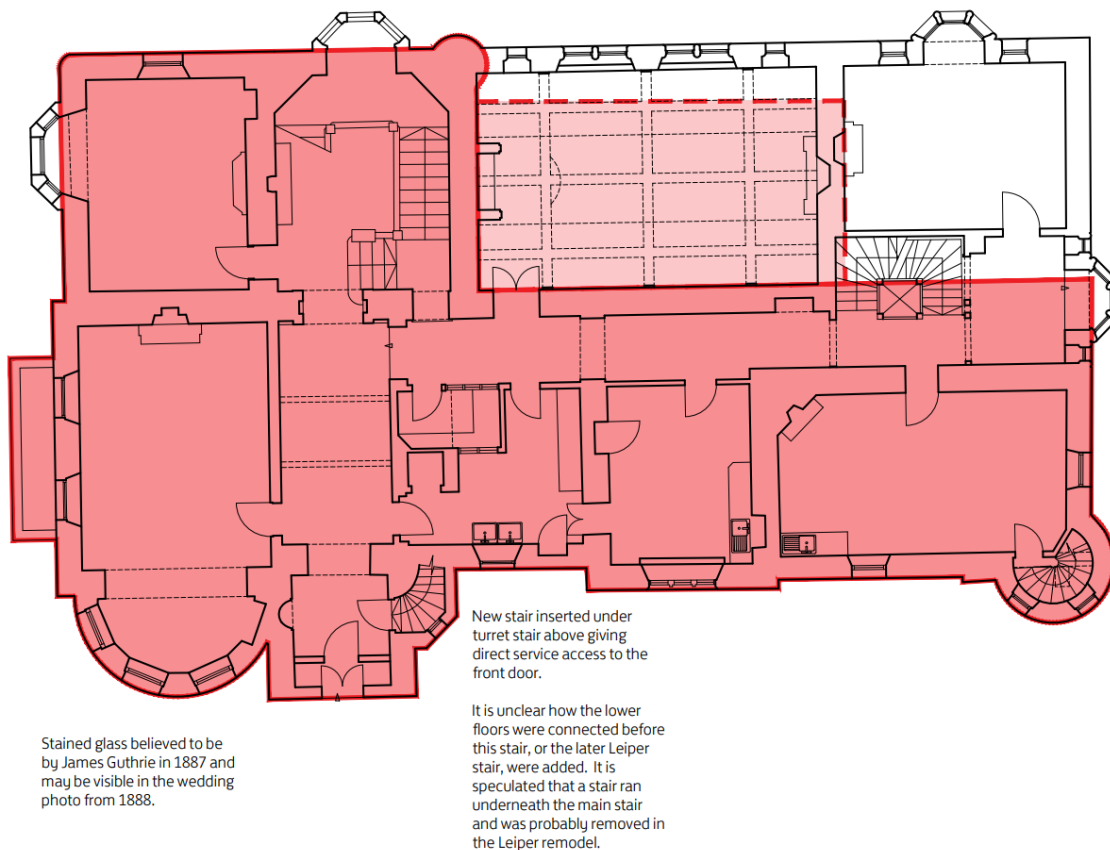 New stair inserted under
turret stair above giving
direct service access to the
front door.
It is unclear how the lower
floors were connected before
this stair, or the later Leiper
stair, were added. It is
speculated that a stair ran
underneath the main stair
and was probably removed in
the Leiper remodel.
Stained glass believed to be
by James Guthrie in 1887 and
may be visible in the wedding
photo from 1888.